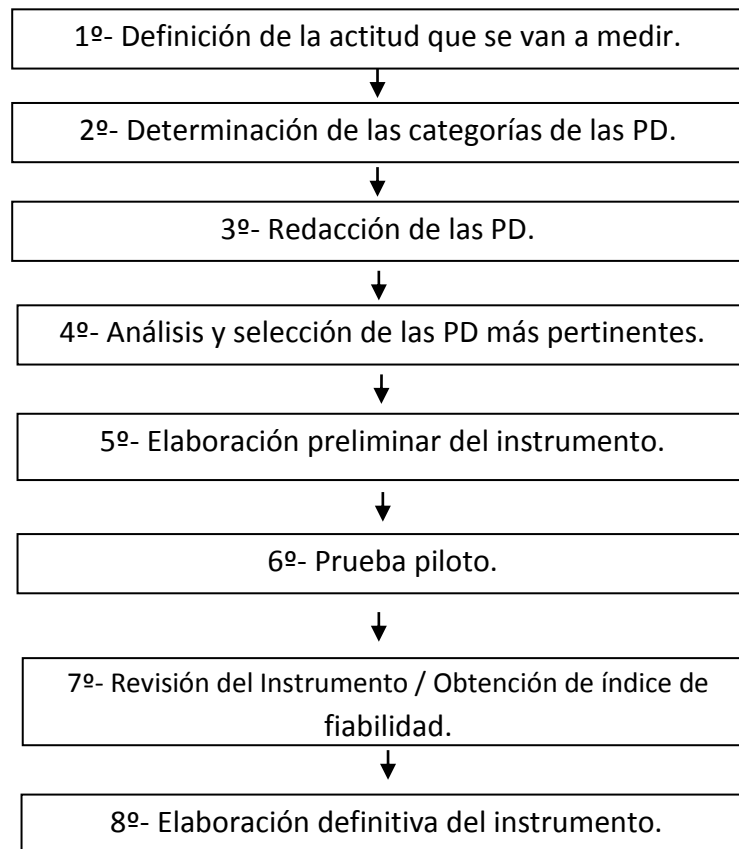 1º- Definición de la actitud que se van a medir.
2º- Determinación de las categorías de las PD.
3º- Redacción de las PD.
4º- Análisis y selección de las PD más pertinentes.
5º- Elaboración preliminar del instrumento.
6º- Prueba piloto.
7º- Revisión del Instrumento / Obtención de índice de
fiabilidad.
8º- Elaboración definitiva del instrumento.